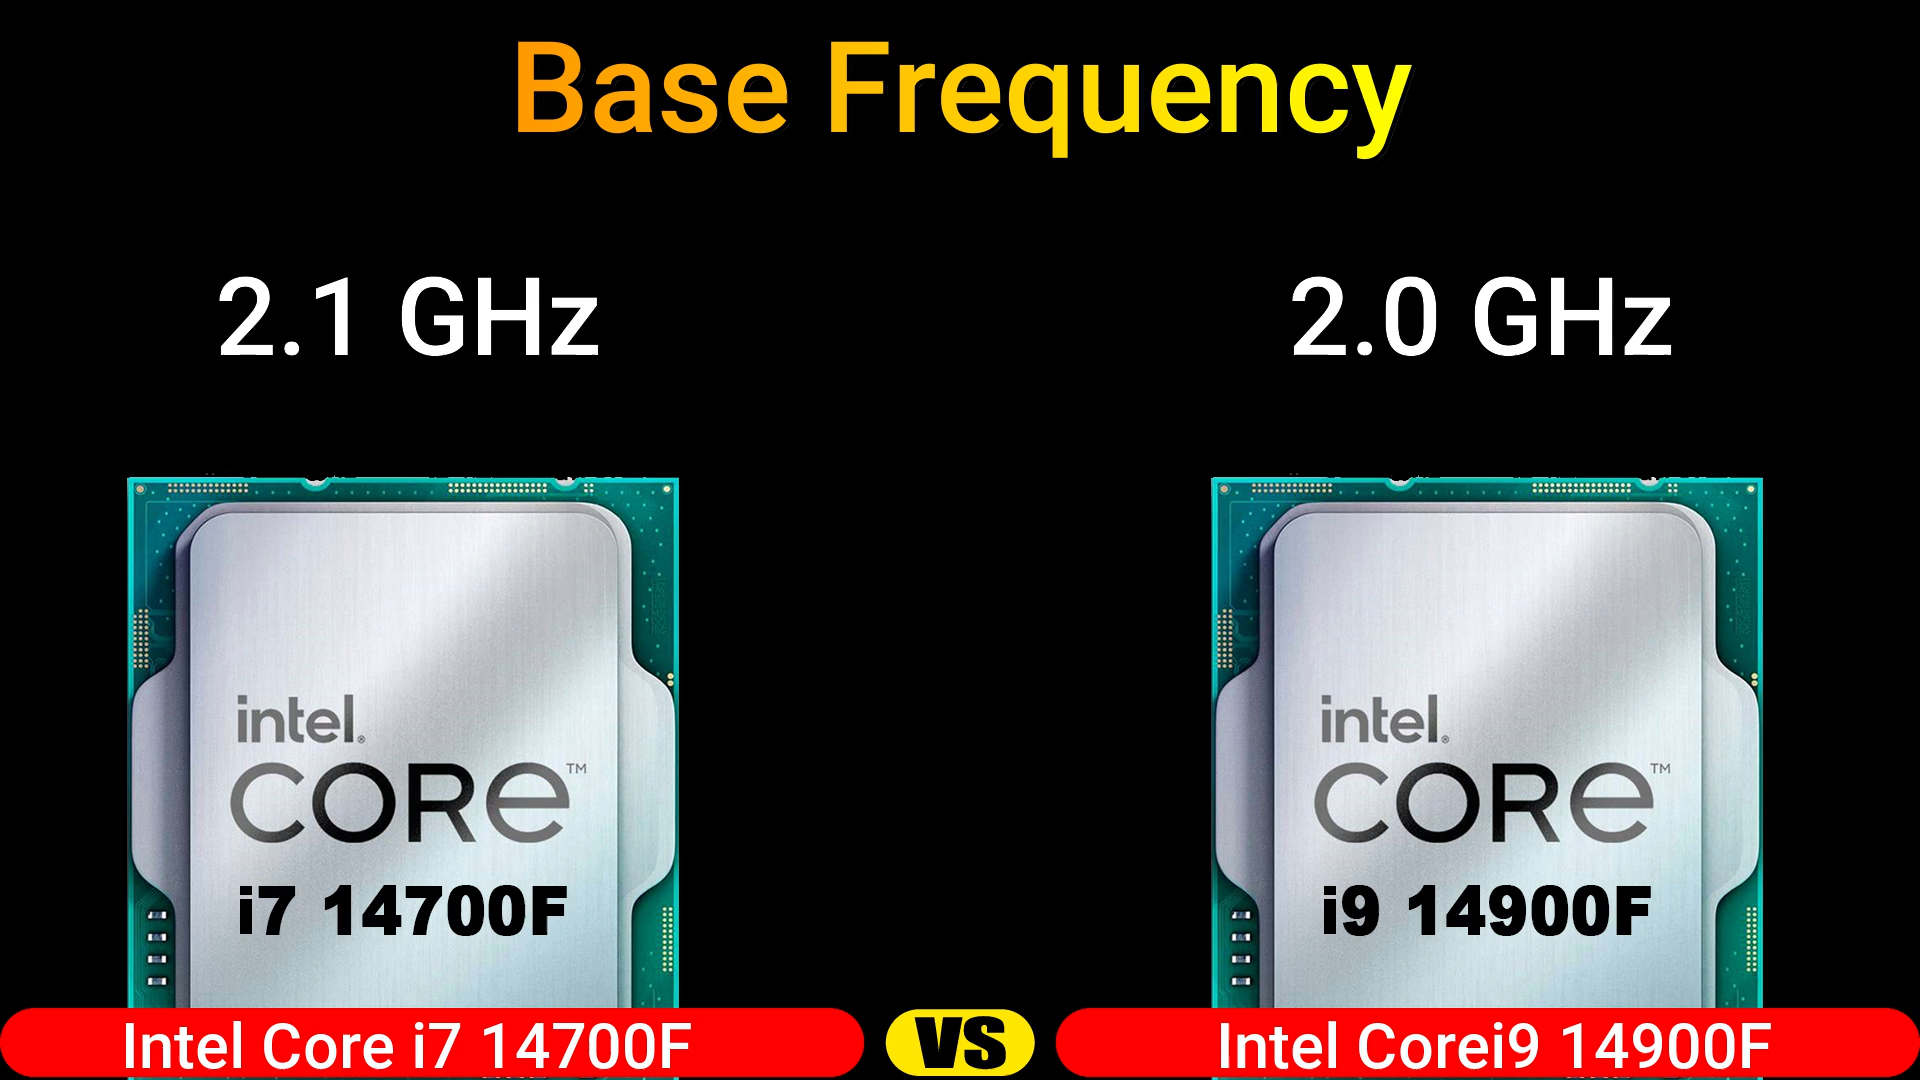 Base Frequency
2.1 GHz
2.0 GHz
intel®
CORe™
i7 14700F
intel®
CORe™
i9 14900F
Intel Core i7 14700F
VS
Intel Corei9 14900F